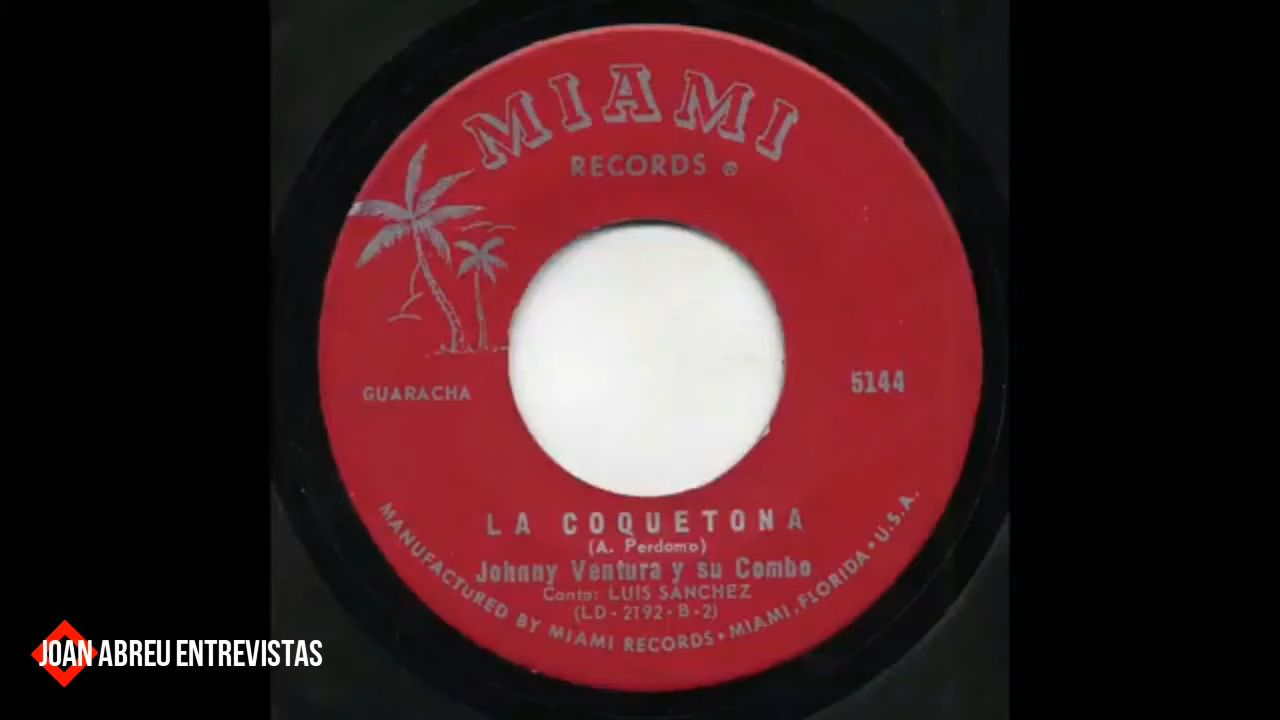 MIAMI
RECORDS ®
GUARACHA
5144
LA COQUETONA
(A. Perdomo)
Johnny Ventura y su Combo
Canta: LUIS SANCHEZ
(LD-2192-B-2)
MANUFACTURED BY MIAMI RECORDS • MIAMI, FLORIDA • U.S.A.
JOAN ABREU ENTREVISTAS